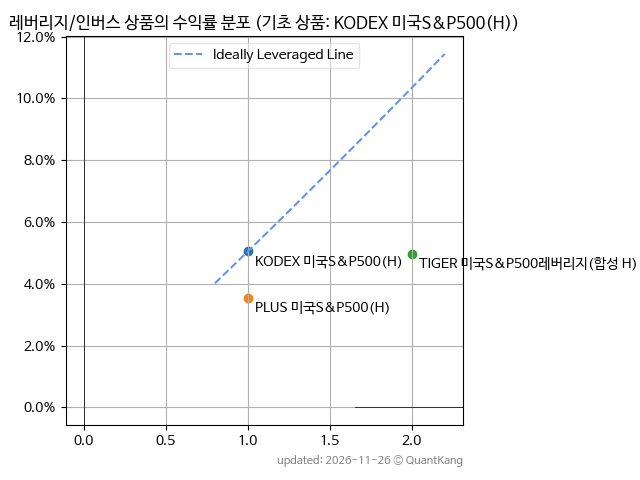 레버리지/인버스 상품의 수익률 분포 (기초 상품: KODEX 미국S&P500(H))
12.0%
Ideally Leveraged Line
10.0%
8.0%
6.0%
KODEX 미국S&P500(H)
TIGER 미국S&P500레버리지(합성 H)
4.0%
PLUS 미국S&P500(H)
2.0%
0.0%
0.0 0.5 1.0 1.5 2.0
updated: 2026-11-26 © QuantKang